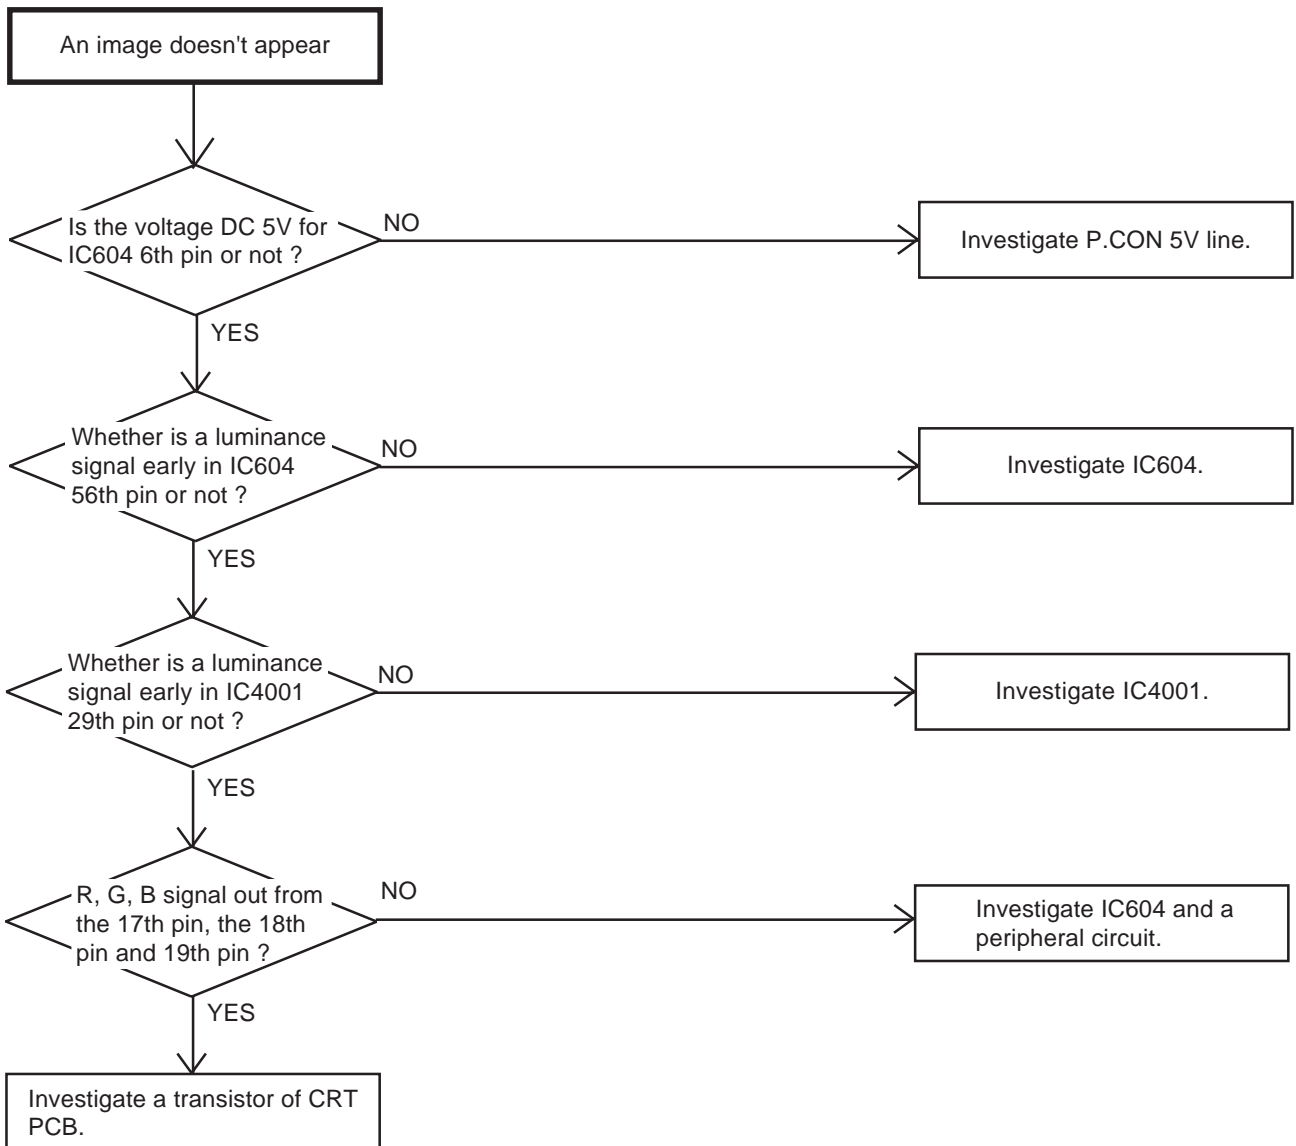 An image doesn't appear
Is the voltage DC 5V for
IC604 6th pin or not ?
NO
Investigate P.CON 5V line.
YES
Whether is a luminance
signal early in IC604
56th pin or not ?
NO
Investigate IC604.
YES
Whether is a luminance
signal early in IC4001
29th pin or not ?
NO
Investigate IC4001.
YES
R, G, B signal out from
the 17th pin, the 18th
pin and 19th pin ?
NO
Investigate IC604 and a
peripheral circuit.
YES
Investigate a transistor of CRT
PCB.